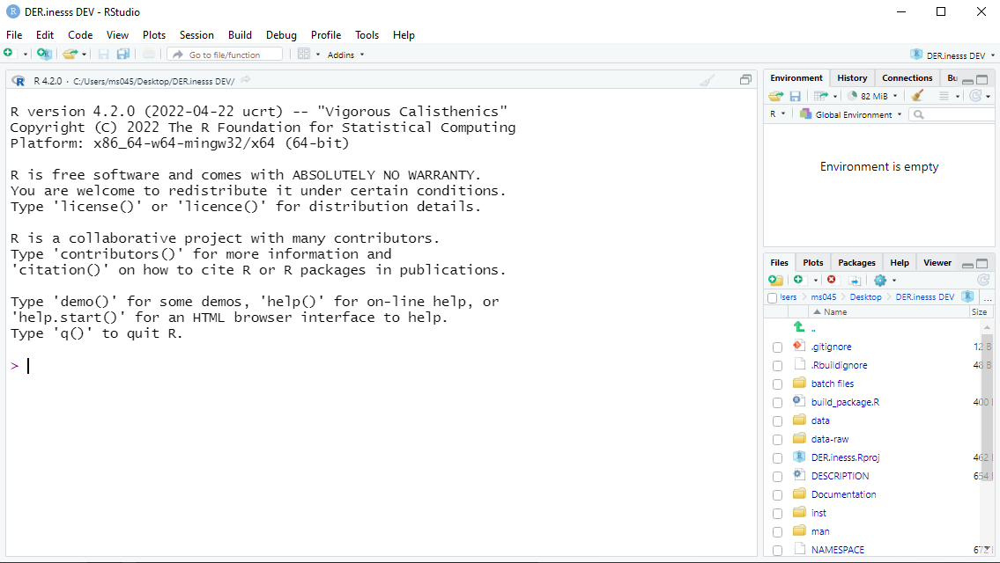 DER.inesss DEV - RStudio
File Edit Code View Plots Session Build Debug Profile Tools Help
Go to file/function Addins DER.inesss DEV
R 4.2.0 · C:/Users/ms045/Desktop/DER.inesss DEV/
R version 4.2.0 (2022-04-22 ucrt) -- "Vigorous Calisthenics"
Copyright (C) 2022 The R Foundation for Statistical Computing
Platform: x86_64-w64-mingw32/x64 (64-bit)
R is free software and comes with ABSOLUTELY NO WARRANTY.
You are welcome to redistribute it under certain conditions.
Type 'license()' or 'licence()' for distribution details.
R is a collaborative project with many contributors.
Type 'contributors()' for more information and
'citation()' on how to cite R or R packages in publications.
Type 'demo()' for some demos, 'help()' for on-line help, or
'help.start()' for an HTML browser interface to help.
Type 'q()' to quit R.
>
Environment History Connections Bu
82 MiB
R Global Environment
Environment is empty
Files Plots Packages Help Viewer
ms045 Desktop DER.inesss DEV ...
Name Size
..
.gitignore 12 B
.Rbuildignore 48 B
batch files
build_package.R 400
data
data-raw
DER.inesss.Rproj 462
DESCRIPTION 654
Documentation
inst
man
NAMESPACE 672